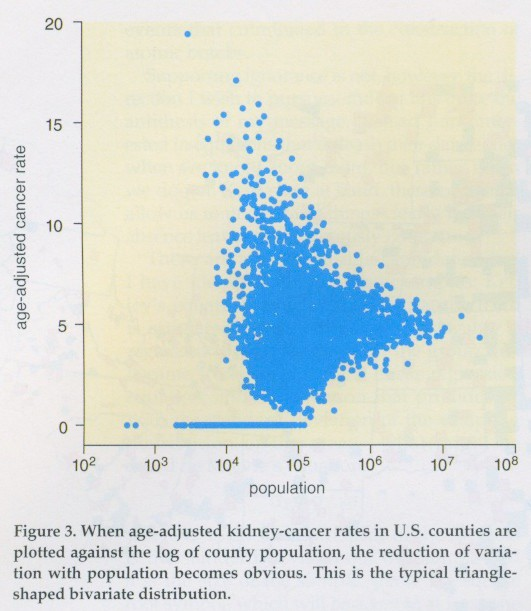 20
15
10
5
0
age-adjusted cancer rate
10² 10³ 10⁴ 10⁵ 10⁶ 10⁷ 10⁸
population
Figure 3. When age-adjusted kidney-cancer rates in U.S. counties are
plotted against the log of county population, the reduction of varia-
tion with population becomes obvious. This is the typical triangle-
shaped bivariate distribution.